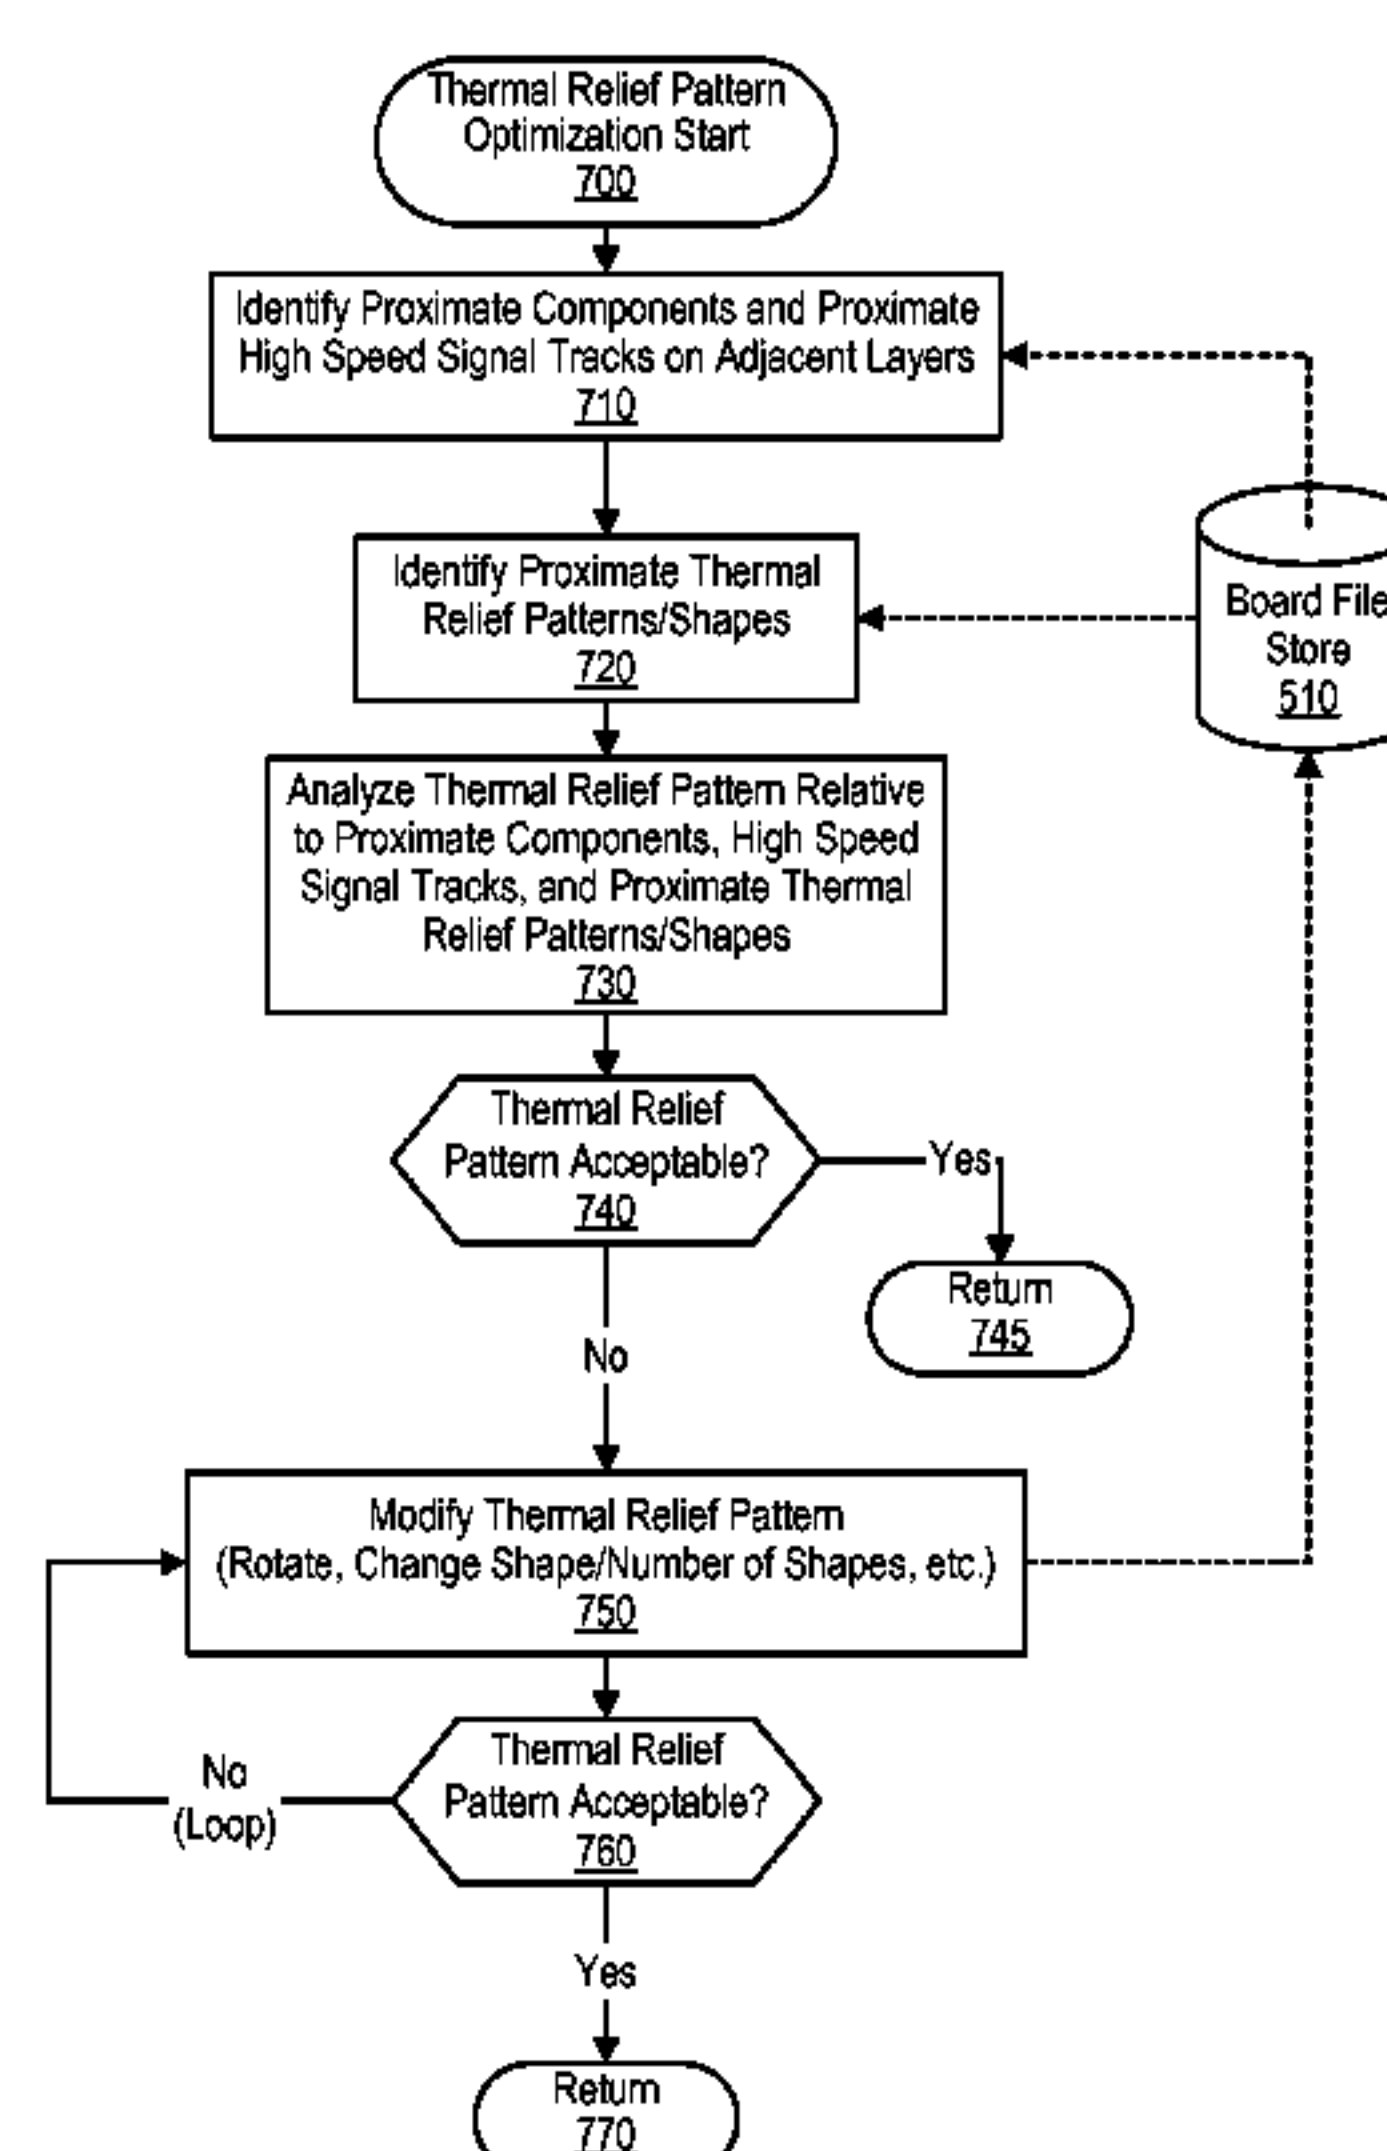 Thermal Relief Pattern
Optimization Start
700
Identify Proximate Components and Proximate
High Speed Signal Tracks on Adjacent Layers
710
Identify Proximate Thermal
Relief Patterns/Shapes
720
Board File
Store
510
Analyze Thermal Relief Pattern Relative
to Proximate Components, High Speed
Signal Tracks, and Proximate Thermal
Relief Patterns/Shapes
730
Thermal Relief
Pattern Acceptable?
740
Yes
Return
745
No
Modify Thermal Relief Pattern
(Rotate, Change Shape/Number of Shapes, etc.)
750
Thermal Relief
Pattern Acceptable?
760
No
(Loop)
Yes
Return
770